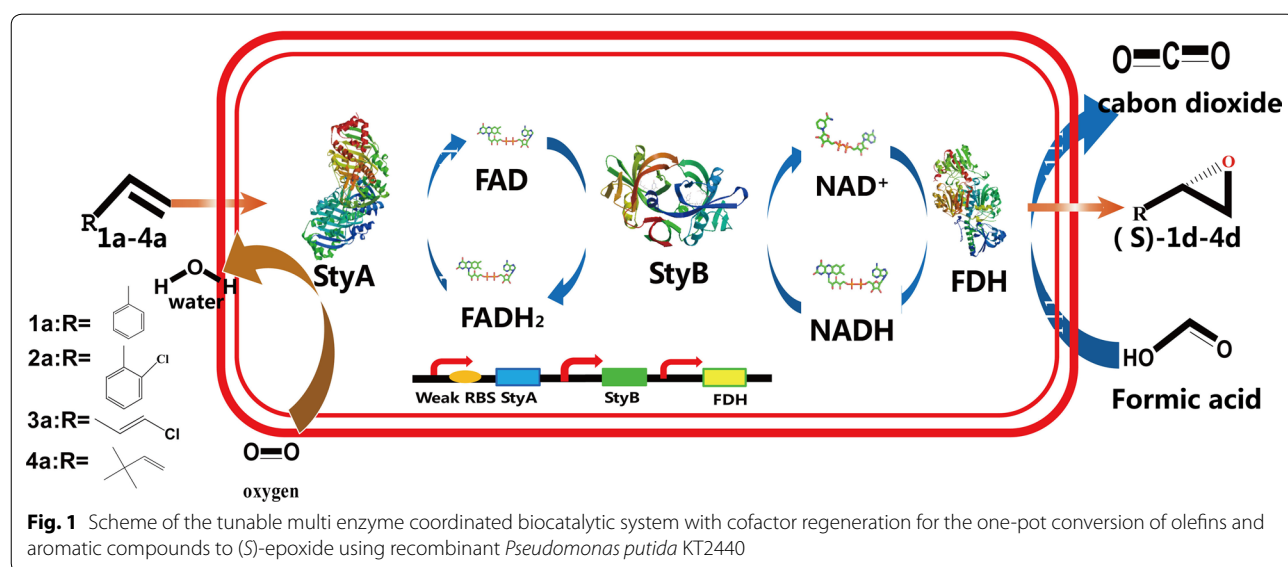 O=C=O
cabon dioxide
FAD
NAD⁺
R
1a-4a
StyA
StyB
FDH
R
O
(S)-1d-4d
H O H
water
FADH₂
NADH
1a:R=
2a:R=
Cl
3a:R=
Cl
4a:R=
HO O
Formic acid
Weak RBS StyA StyB FDH
O=O
oxygen
Fig. 1 Scheme of the tunable multi enzyme coordinated biocatalytic system with cofactor regeneration for the one-pot conversion of olefins and
aromatic compounds to (S)-epoxide using recombinant Pseudomonas putida KT2440